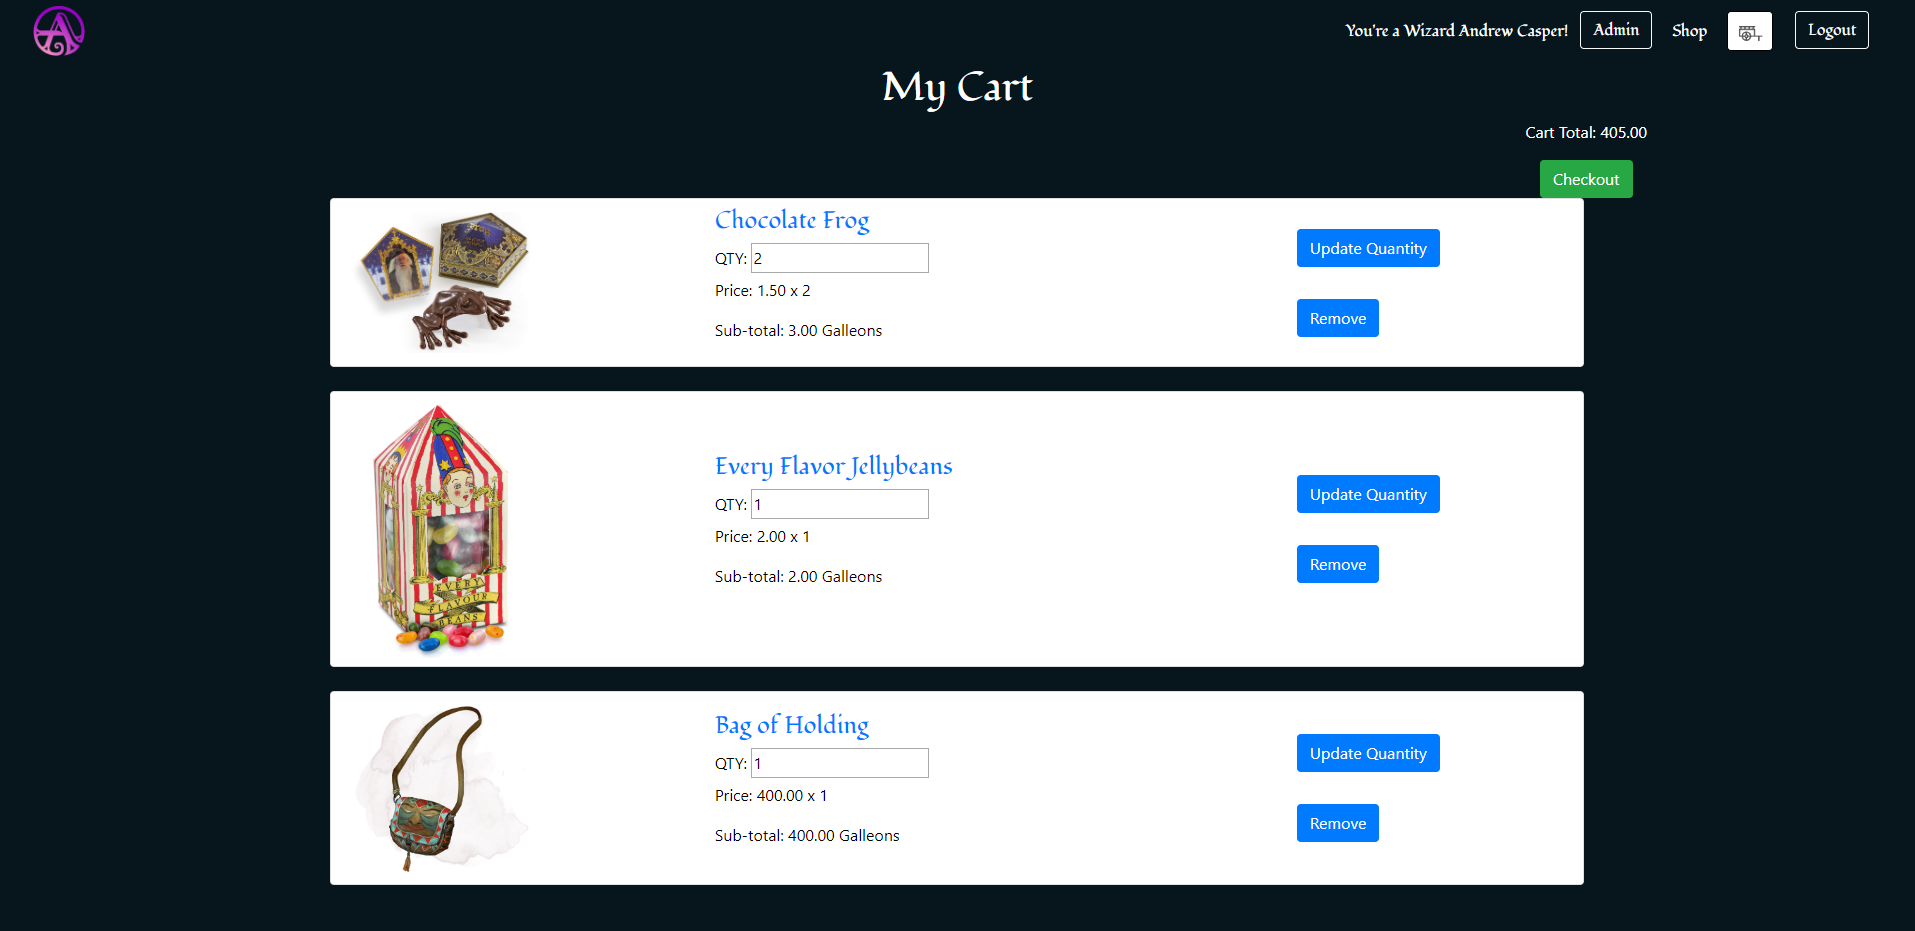 You're a Wizard Andrew Casper! Admin Shop Logout
My Cart
Cart Total: 405.00
Checkout
Chocolate Frog
QTY: 2
Price: 1.50 x 2
Sub-total: 3.00 Galleons
Update Quantity
Remove
Every Flavor Jellybeans
QTY: 1
Price: 2.00 x 1
Sub-total: 2.00 Galleons
Update Quantity
Remove
EVERY
FLAVOUR
BEANS
Bag of Holding
QTY: 1
Price: 400.00 x 1
Sub-total: 400.00 Galleons
Update Quantity
Remove